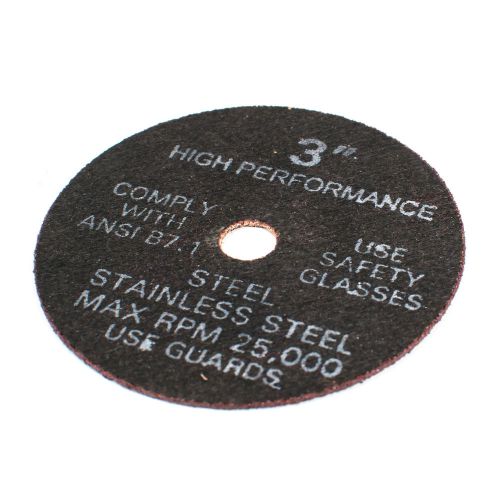 3"
HIGH PERFORMANCE
COMPLY
WITH
ANSI B7.1
USE
SAFETY
GLASSES
STEEL
STAINLESS STEEL
MAX RPM 25,000
USE GUARDS